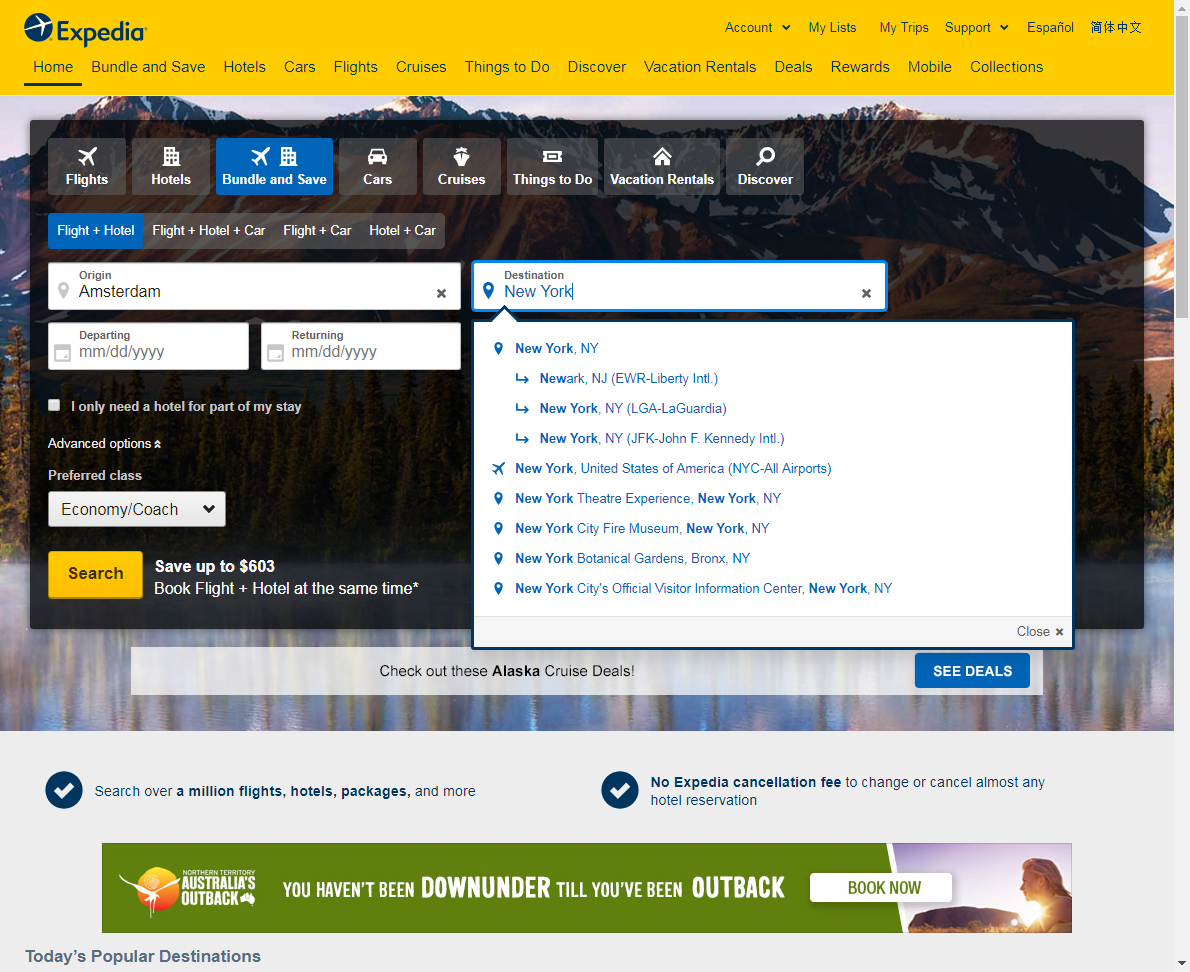 Expedia
Account My Lists My Trips Support Español 简体中文
Home Bundle and Save Hotels Cars Flights Cruises Things to Do Discover Vacation Rentals Deals Rewards Mobile Collections
Flights Hotels Bundle and Save Cars Cruises Things to Do Vacation Rentals Discover
Flight + Hotel Flight + Hotel + Car Flight + Car Hotel + Car
Origin
Amsterdam
Destination
New York
Departing
mm/dd/yyyy
Returning
mm/dd/yyyy
I only need a hotel for part of my stay
Advanced options
Preferred class
Economy/Coach
Search
Save up to $603
Book Flight + Hotel at the same time*
New York, NY
Newark, NJ (EWR-Liberty Intl.)
New York, NY (LGA-LaGuardia)
New York, NY (JFK-John F. Kennedy Intl.)
New York, United States of America (NYC-All Airports)
New York Theatre Experience, New York, NY
New York City Fire Museum, New York, NY
New York Botanical Gardens, Bronx, NY
New York City's Official Visitor Information Center, New York, NY
Close
Check out these Alaska Cruise Deals!
SEE DEALS
Search over a million flights, hotels, packages, and more
No Expedia cancellation fee to change or cancel almost any
hotel reservation
NORTHERN TERRITORY
AUSTRALIA'S
OUTBACK
YOU HAVEN'T BEEN DOWNUNDER TILL YOU'VE BEEN OUTBACK
BOOK NOW
Today's Popular Destinations